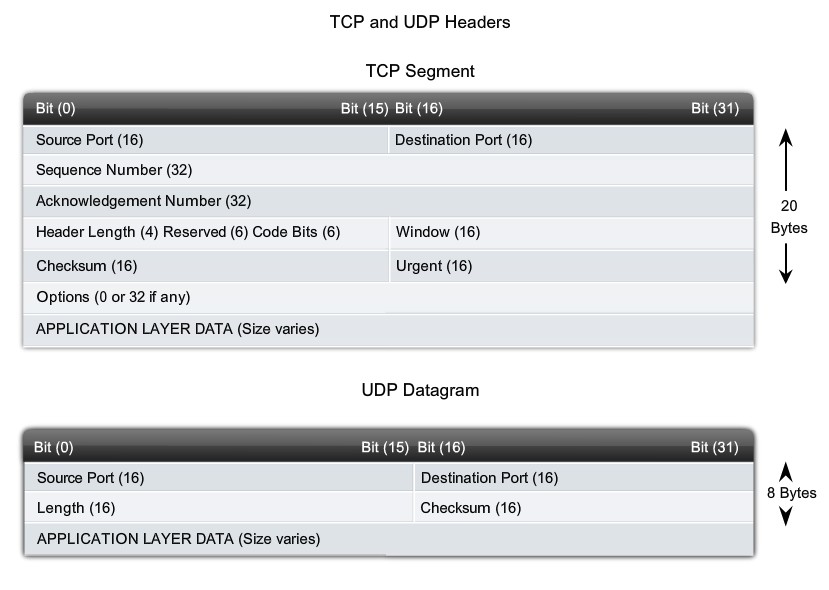 TCP and UDP Headers
TCP Segment
Bit (0) Bit (15) Bit (16) Bit (31)
Source Port (16) Destination Port (16)
Sequence Number (32)
Acknowledgement Number (32)
20
Bytes
Header Length (4) Reserved (6) Code Bits (6) Window (16)
Checksum (16) Urgent (16)
Options (0 or 32 if any)
APPLICATION LAYER DATA (Size varies)
UDP Datagram
Bit (0) Bit (15) Bit (16) Bit (31)
Source Port (16) Destination Port (16)
8 Bytes
Length (16) Checksum (16)
APPLICATION LAYER DATA (Size varies)